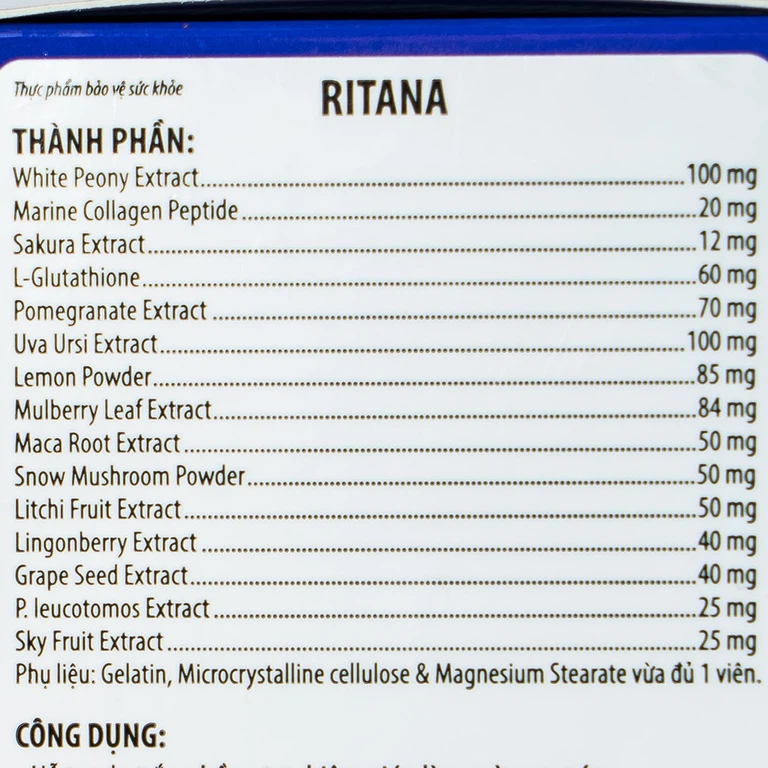 Thực phẩm bảo vệ sức khỏe
RITANA
THÀNH PHẦN:
White Peony Extract........................................................100 mg
Marine Collagen Peptide........................................................20 mg
Sakura Extract........................................................12 mg
L-Glutathione........................................................60 mg
Pomegranate Extract........................................................70 mg
Uva Ursi Extract........................................................100 mg
Lemon Powder........................................................85 mg
Mulberry Leaf Extract........................................................84 mg
Maca Root Extract........................................................50 mg
Snow Mushroom Powder........................................................50 mg
Litchi Fruit Extract........................................................50 mg
Lingonberry Extract........................................................40 mg
Grape Seed Extract........................................................40 mg
P. leucotomos Extract........................................................25 mg
Sky Fruit Extract........................................................25 mg
Phụ liệu: Gelatin, Microcrystalline cellulose & Magnesium Stearate vừa đủ 1 viên.
CÔNG DỤNG: